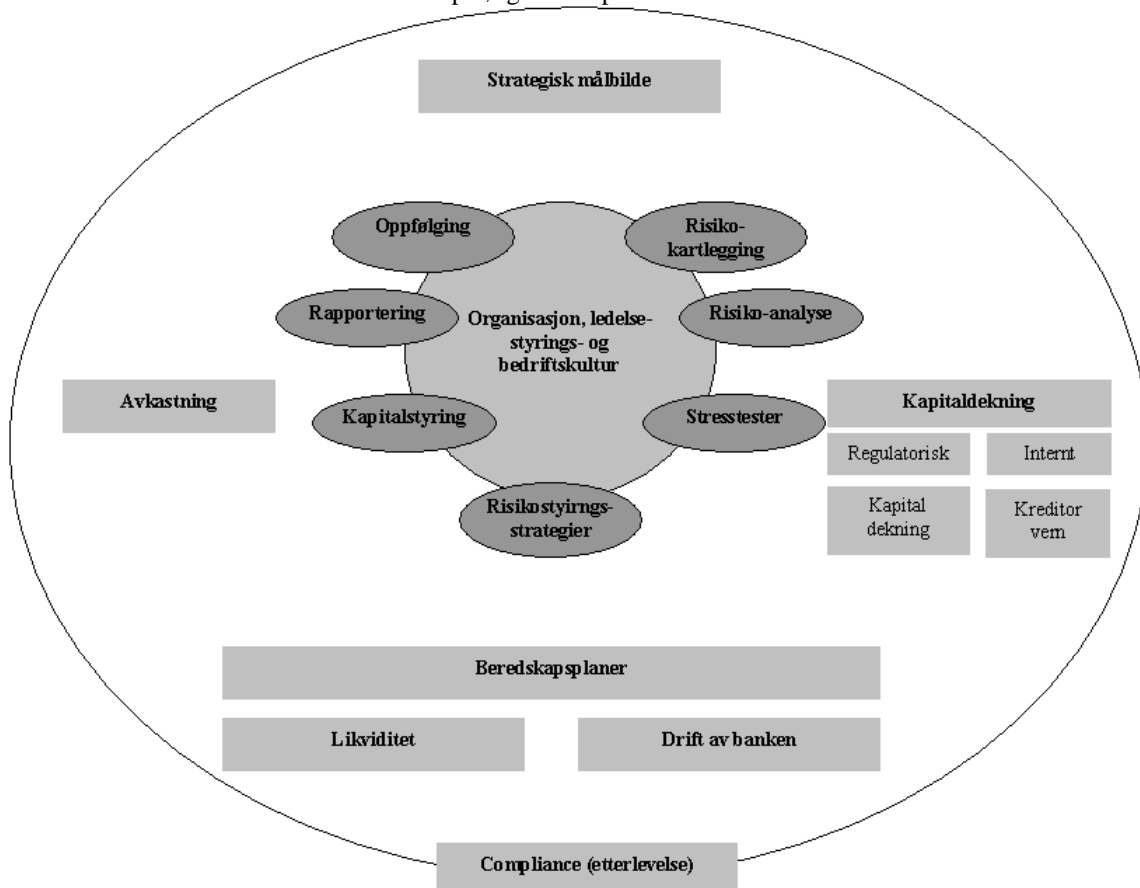 Strategisk målbilde
Oppfølging
Risiko-
kartlegging
Rapportering
Organisasjon, ledelse-
styrings- og
bedriftskultur
Risiko-analyse
Avkastning
Kapitalstyring
Stresstester
Kapitaldekning
Regulatorisk
Internt
Kapital
dekning
Kreditor
vern
Risikostyirngs-
strategier
Beredskapsplaner
Likviditet
Drift av banken
Compliance (etterlevelse)